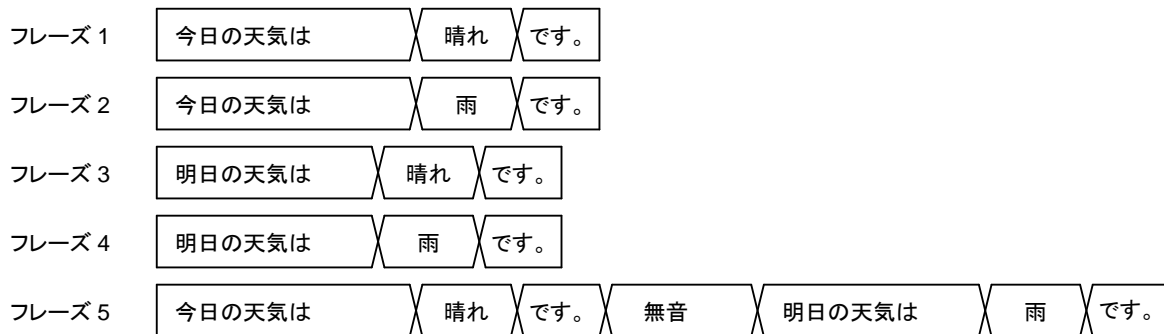 フレーズ 1 今日の天気は 晴れ です。
フレーズ 2 今日の天気は 雨 です。
フレーズ 3 明日の天気は 晴れ です。
フレーズ 4 明日の天気は 雨 です。
フレーズ 5 今日の天気は 晴れ です。 無音 明日の天気は 雨 です。